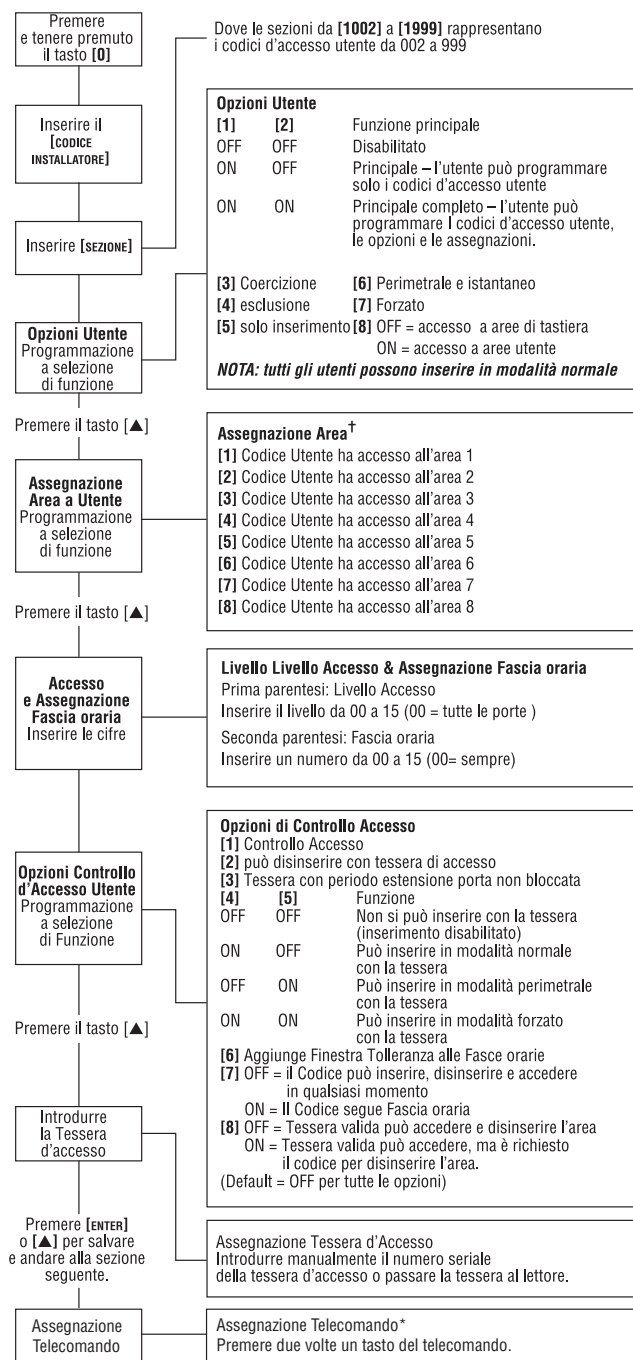 Premere
e tenere premuto
il tasto [0]
Dove le sezioni da [1002] a [1999] rappresentano
i codici d'accesso utente da 002 a 999
Inserire il
[CODICE
INSTALLATORE]
Inserire [SEZIONE]
Opzioni Utente
[1] [2] Funzione principale
OFF OFF Disabilitato
ON OFF Principale – l'utente può programmare
solo i codici d'accesso utente
ON ON Principale completo – l'utente può
programmare I codici d'accesso utente,
le opzioni e le assegnazioni.
[3] Coercizione [6] Perimetrale e istantaneo
[4] esclusione [7] Forzato
[5] solo inserimento [8] OFF = accesso a aree di tastiera
ON = accesso a aree utente
NOTA: tutti gli utenti possono inserire in modalità normale
Opzioni Utente
Programmazione
a selezione
di funzione
Premere il tasto [▲]
Assegnazione
Area a Utente
Programmazione
a selezione
di funzione
Assegnazione Area†
[1] Codice Utente ha accesso all'area 1
[2] Codice Utente ha accesso all'area 2
[3] Codice Utente ha accesso all'area 3
[4] Codice Utente ha accesso all'area 4
[5] Codice Utente ha accesso all'area 5
[6] Codice Utente ha accesso all'area 6
[7] Codice Utente ha accesso all'area 7
[8] Codice Utente ha accesso all'area 8
Premere il tasto [▲]
Accesso
e Assegnazione
Fascia oraria
Inserire le cifre
Livello Livello Accesso & Assegnazione Fascia oraria
Prima parentesi: Livello Accesso
Inserire il livello da 00 a 15 (00 = tutte le porte )
Seconda parentesi: Fascia oraria
Inserire un numero da 00 a 15 (00= sempre)
Opzioni Controllo
d'Accesso Utente
Programmazione
a selezione
di Funzione
Opzioni di Controllo Accesso
[1] Controllo Accesso
[2] può disinserire con tessera di accesso
[3] Tessera con periodo estensione porta non bloccata
[4] [5] Funzione
OFF OFF Non si può inserire con la tessera
(inserimento disabilitato)
ON OFF Può inserire in modalità normale
con la tessera
OFF ON Può inserire in modalità perimetrale
con la tessera
ON ON Può inserire in modalità forzato
con la tessera
[6] Aggiunge Finestra Tolleranza alle Fasce orarie
[7] OFF = il Codice può inserire, disinserire e accedere
in qualsiasi momento
ON = Il Codice segue Fascia oraria
[8] OFF = Tessera valida può accedere e disinserire l'area
ON = Tessera valida può accedere, ma è richiesto
il codice per disinserire l'area.
(Default = OFF per tutte le opzioni)
Premere il tasto [▲]
Introdurre
la Tessera
d'accesso
Premere [ENTER]
o [▲] per salvare
e andare alla sezione
seguente.
Assegnazione Tessera d'Accesso
Introdurre manualmente il numero seriale
della tessera d'accesso o passare la tessera al lettore.
Assegnazione
Telecomando
Assegnazione Telecomando*
Premere due volte un tasto del telecomando.